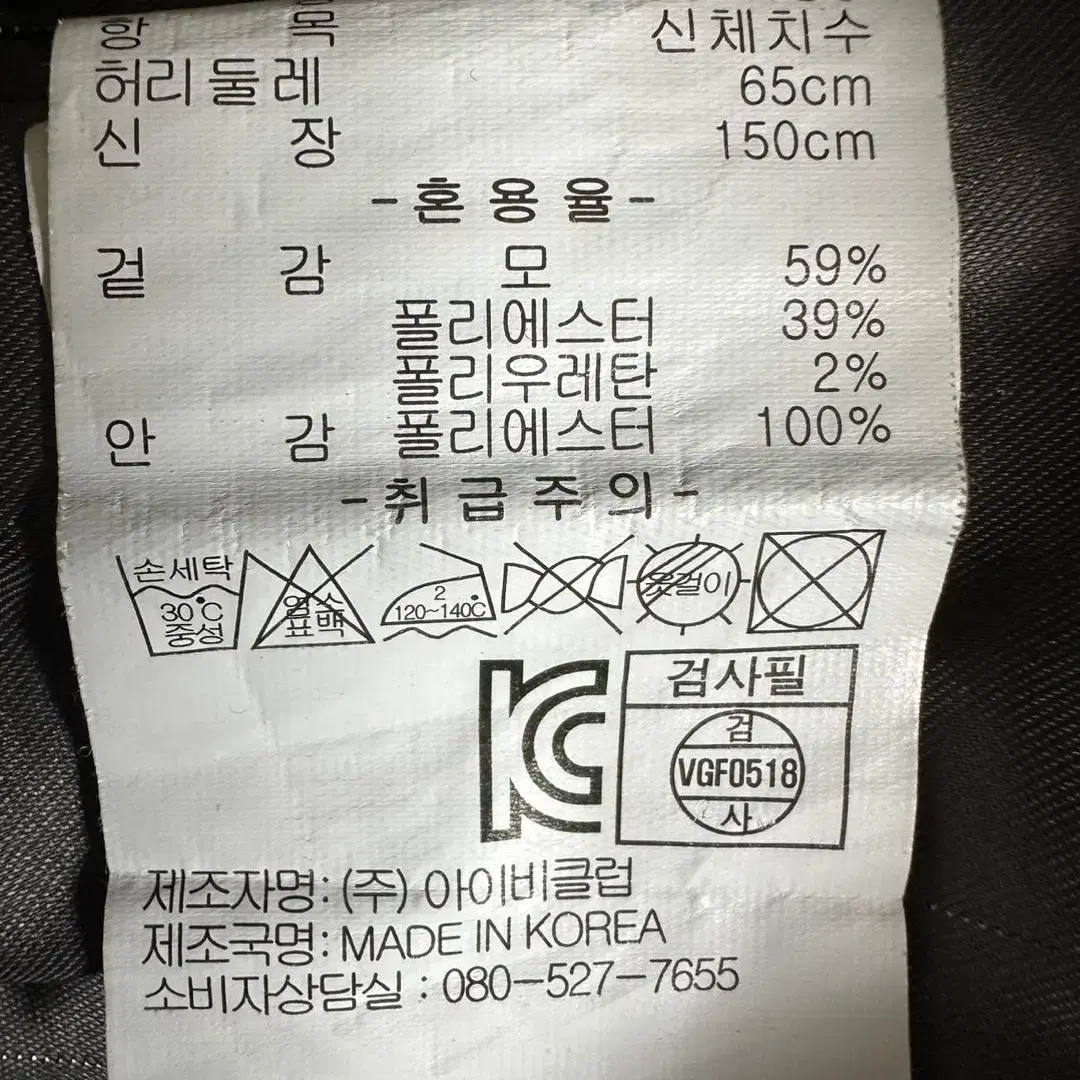 항 목 신체치수
허리둘레 65cm
신 장 150cm
-혼용율-
겉 감 모 59%
폴리에스터 39%
폴리우레탄 2%
안 감 폴리에스터 100%
-취급주의-
손세탁
30℃
중성
염소
표백
2
120~140℃
옷걸이
KC
검사필
검
VGF0518
사
제조자명: (주) 아이비클럽
제조국명: MADE IN KOREA
소비자상담실 : 080-527-7655